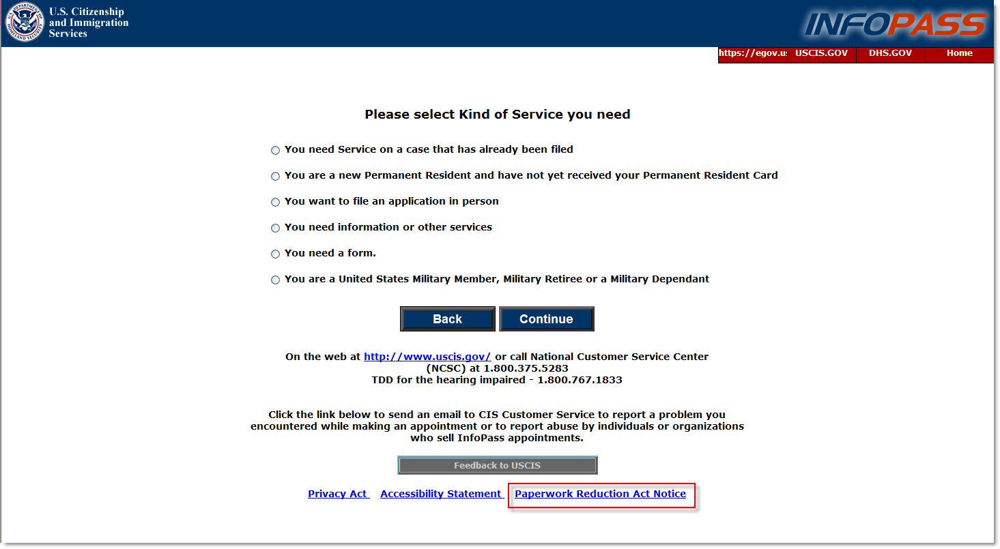 U.S. Citizenship
and Immigration
Services
INFOPASS
https://egov.us USCIS.GOV DHS.GOV Home
Please select Kind of Service you need
You need Service on a case that has already been filed
You are a new Permanent Resident and have not yet received your Permanent Resident Card
You want to file an application in person
You need information or other services
You need a form.
You are a United States Military Member, Military Retiree or a Military Dependant
Back Continue
On the web at http://www.uscis.gov/ or call National Customer Service Center
(NCSC) at 1.800.375.5283
TDD for the hearing impaired - 1.800.767.1833
Click the link below to send an email to CIS Customer Service to report a problem you
encountered while making an appointment or to report abuse by individuals or organizations
who sell InfoPass appointments.
Feedback to USCIS
Privacy Act Accessibility Statement Paperwork Reduction Act Notice